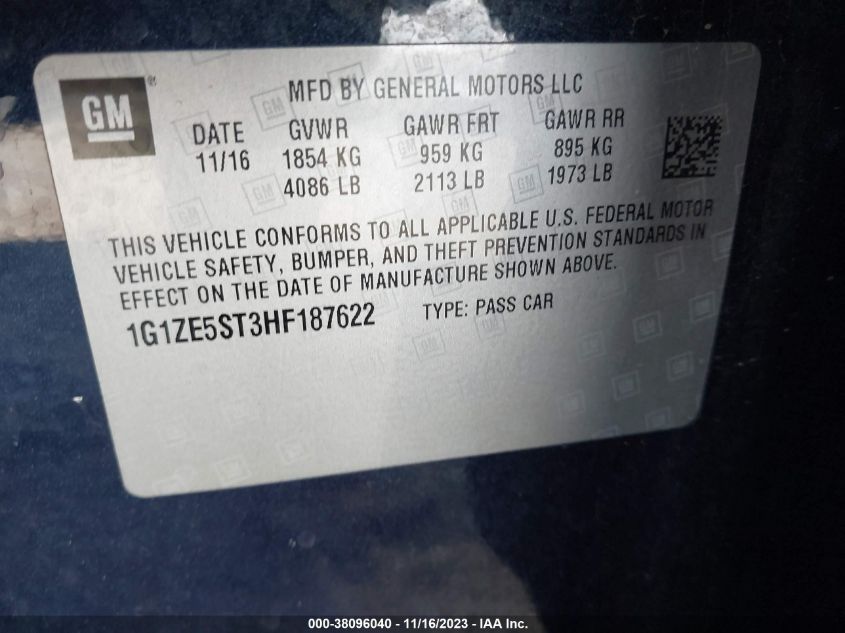 GM
MFD BY GENERAL MOTORS LLC
DATE GVWR GAWR FRT GAWR RR
11/16 1854 KG 959 KG 895 KG
4086 LB 2113 LB 1973 LB
THIS VEHICLE CONFORMS TO ALL APPLICABLE U.S. FEDERAL MOTOR
VEHICLE SAFETY, BUMPER, AND THEFT PREVENTION STANDARDS IN
EFFECT ON THE DATE OF MANUFACTURE SHOWN ABOVE.
1G1ZE5ST3HF187622 TYPE: PASS CAR
000-38096040 - 11/16/2023 - IAA Inc.